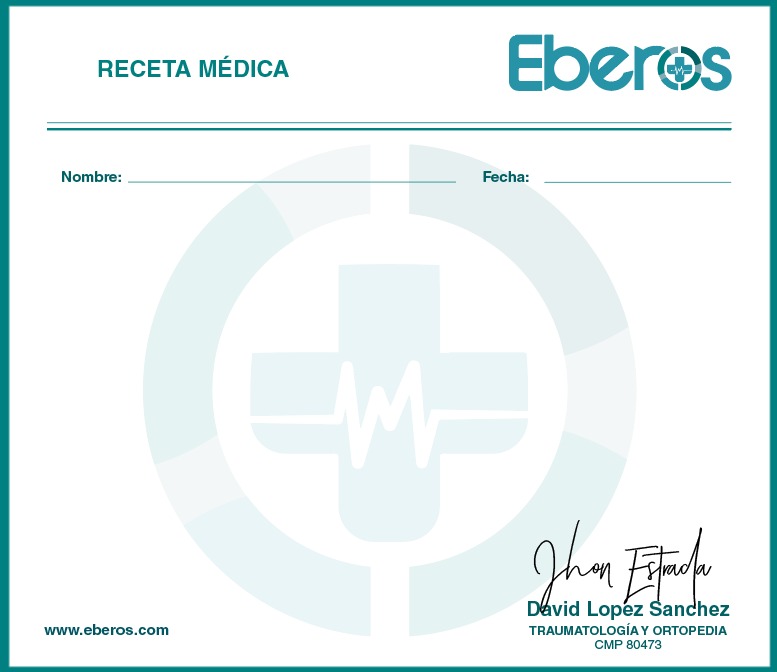 RECETA MÉDICA
Eberos
Nombre:
Fecha:
Jhon Estrada
David Lopez Sanchez
TRAUMATOLOGÍA Y ORTOPEDIA
CMP 80473
www.eberos.com